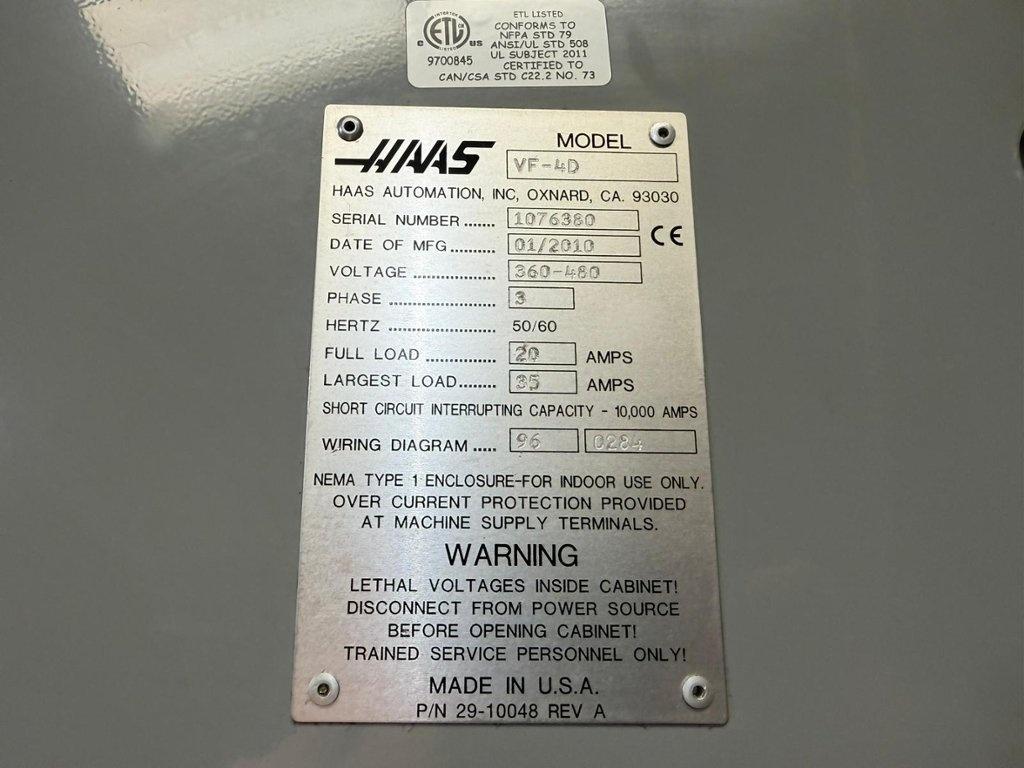 ETL LISTED
CONFORMS TO
NFPA STD 79
ANSI/UL STD 508
UL SUBJECT 2011
CERTIFIED TO
CAN/CSA STD C22.2 NO. 73
INTERTEK
C ETL CM US
LISTED
9700845
HAAS
MODEL
VF-4D
HAAS AUTOMATION, INC, OXNARD, CA. 93030
SERIAL NUMBER ....... 1076380
DATE OF MFG.......... 01/2010
CE
VOLTAGE .................. 360-480
PHASE ....................... 3
HERTZ ....................... 50/60
FULL LOAD ............... 20 AMPS
LARGEST LOAD........ 35 AMPS
SHORT CIRCUIT INTERRUPTING CAPACITY - 10,000 AMPS
WIRING DIAGRAM ..... 96 0284
NEMA TYPE 1 ENCLOSURE-FOR INDOOR USE ONLY.
OVER CURRENT PROTECTION PROVIDED
AT MACHINE SUPPLY TERMINALS.
WARNING
LETHAL VOLTAGES INSIDE CABINET!
DISCONNECT FROM POWER SOURCE
BEFORE OPENING CABINET!
TRAINED SERVICE PERSONNEL ONLY!
MADE IN U.S.A.
P/N 29-10048 REV A